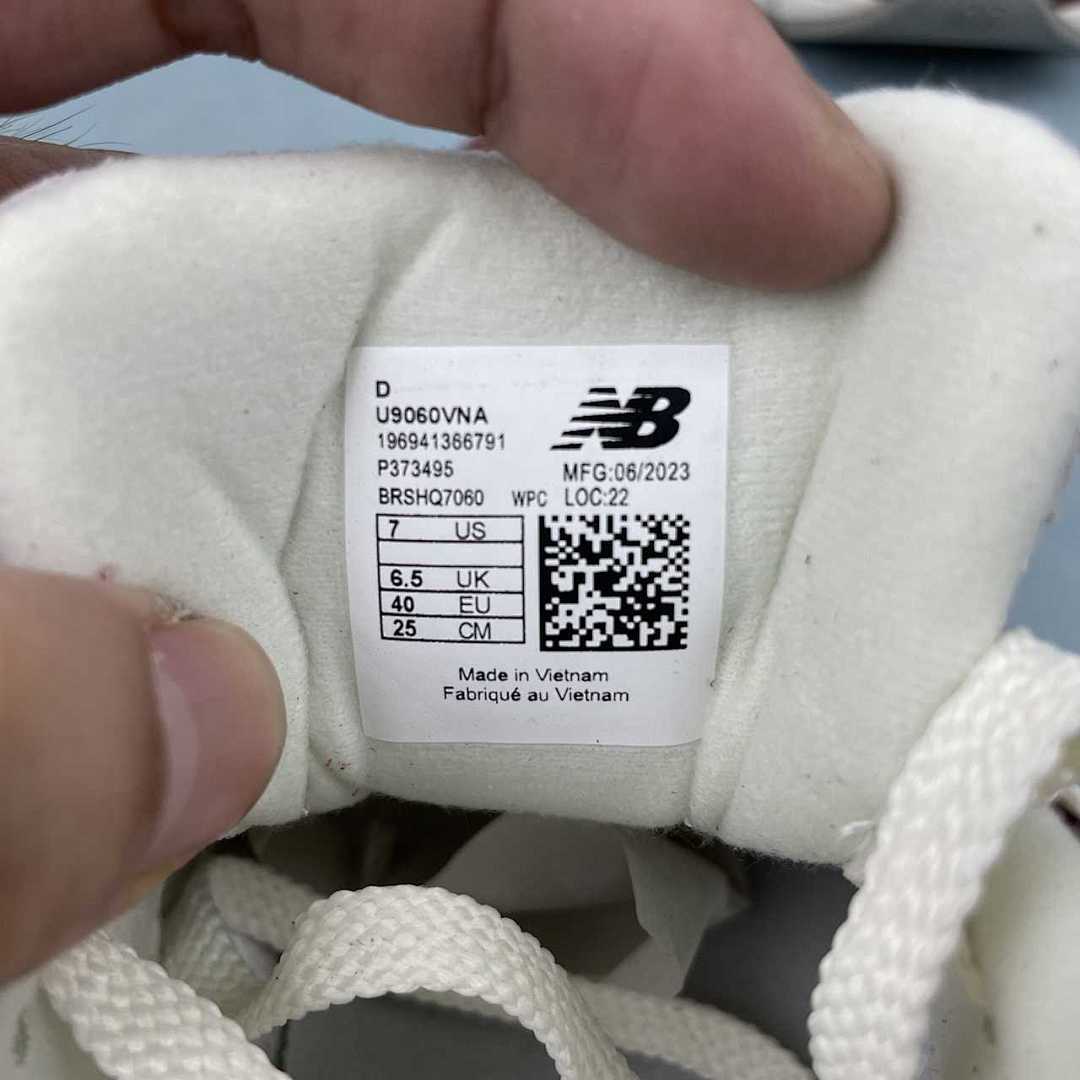 D
U9060VNA
196941366791
P373495
BRSHQ7060 WPC
NB
MFG:06/2023
LOC:22
7 US
6.5 UK
40 EU
25 CM
Made in Vietnam
Fabriqué au Vietnam